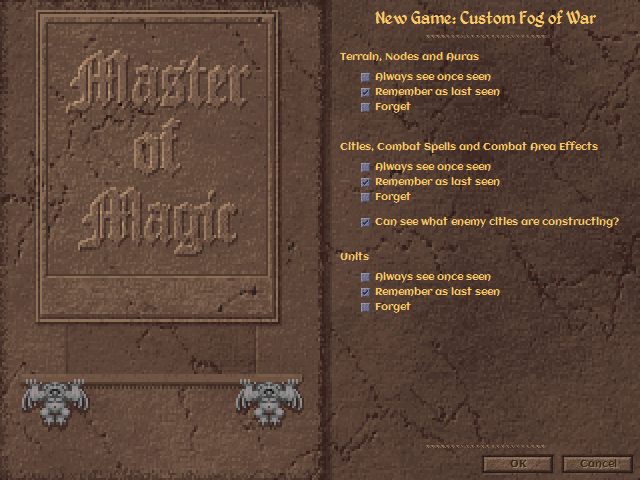 Master
of
Magic
New Game: Custom Fog of War
Terrain, Nodes and Auras
Always see once seen
Remember as last seen
Forget
Cities, Combat Spells and Combat Area Effects
Always see once seen
Remember as last seen
Forget
Can see what enemy cities are constructing?
Units
Always see once seen
Remember as last seen
Forget
OK
Cancel